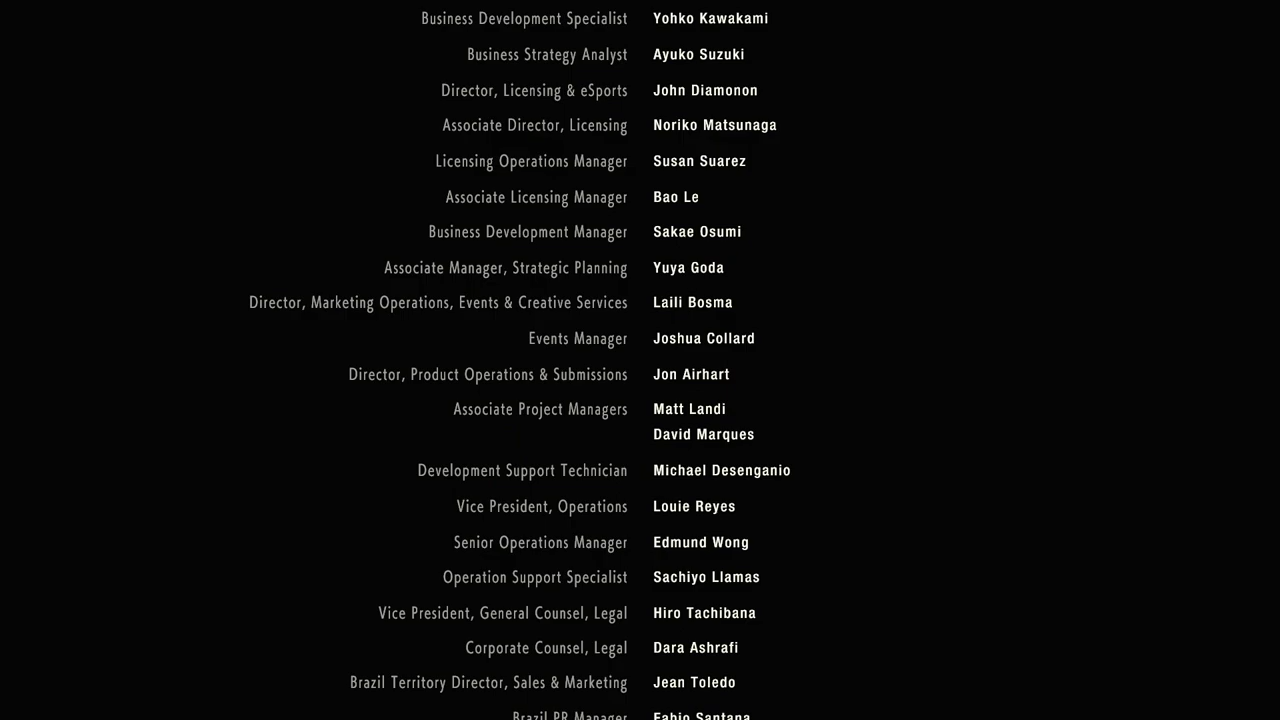 Business Development Specialist Yohko Kawakami
Business Strategy Analyst Ayuko Suzuki
Director, Licensing & eSports John Diamonon
Associate Director, Licensing Noriko Matsunaga
Licensing Operations Manager Susan Suarez
Associate Licensing Manager Bao Le
Business Development Manager Sakae Osumi
Associate Manager, Strategic Planning Yuya Goda
Director, Marketing Operations, Events & Creative Services Laili Bosma
Events Manager Joshua Collard
Director, Product Operations & Submissions Jon Airhart
Associate Project Managers Matt Landi
David Marques
Development Support Technician Michael Desenganio
Vice President, Operations Louie Reyes
Senior Operations Manager Edmund Wong
Operation Support Specialist Sachiyo Llamas
Vice President, General Counsel, Legal Hiro Tachibana
Corporate Counsel, Legal Dara Ashrafi
Brazil Territory Director, Sales & Marketing Jean Toledo
Brazil PR Manager Fabio Santana